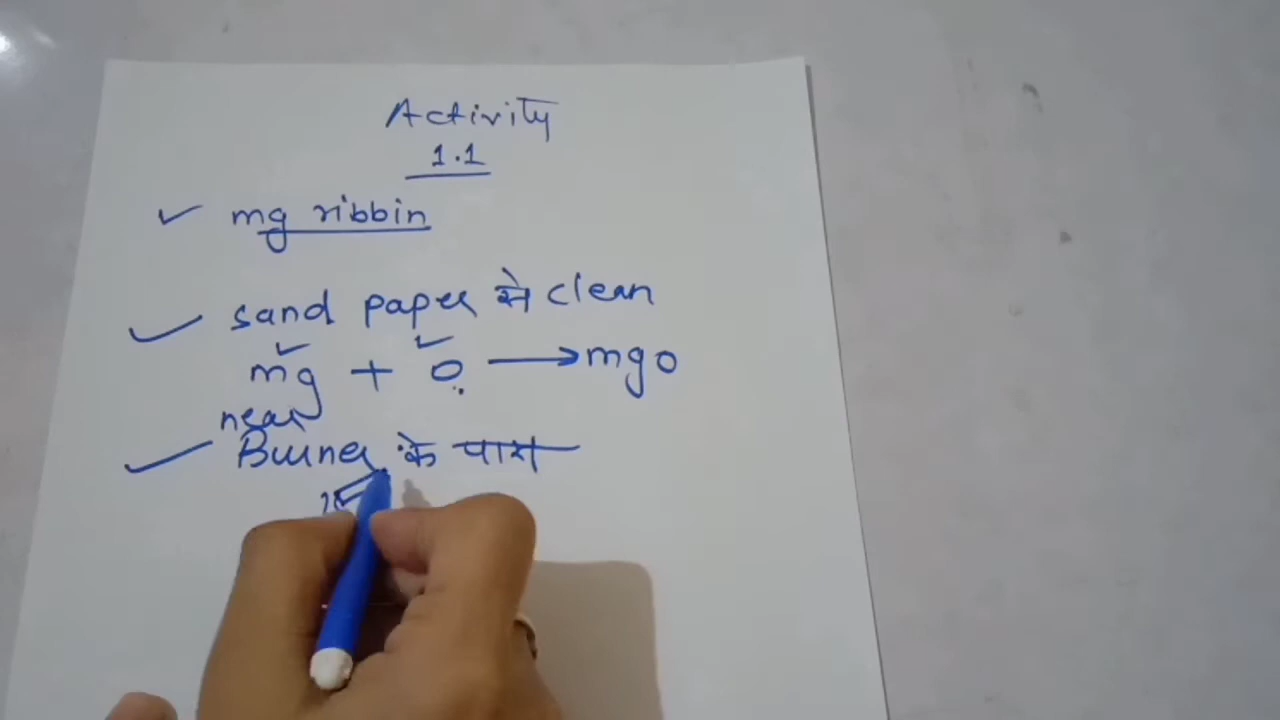 Activity
1.1
mg ribbin
sand paper से clean
mg + O → mgo
near
Burner के पास